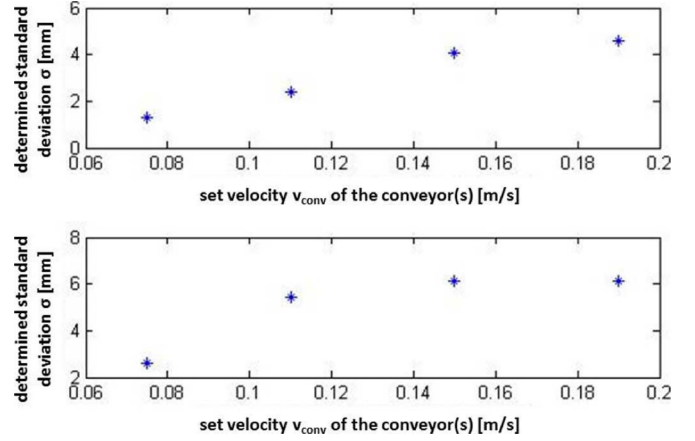 determined standard
deviation σ [mm]
6
4
2
0
0.06 0.08 0.1 0.12 0.14 0.16 0.18 0.2
set velocity vconv of the conveyor(s) [m/s]
determined standard
deviation σ [mm]
8
6
4
2
0.06 0.08 0.1 0.12 0.14 0.16 0.18 0.2
set velocity vconv of the conveyor(s) [m/s]